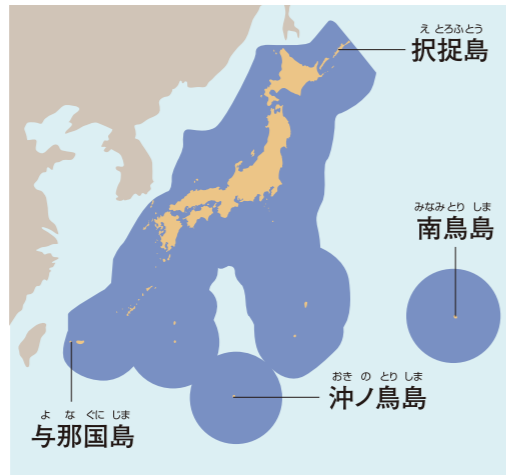 えとろふとう
択捉島
みなみとりしま
南鳥島
おきのとりしま
沖ノ鳥島
よなぐにじま
与那国島